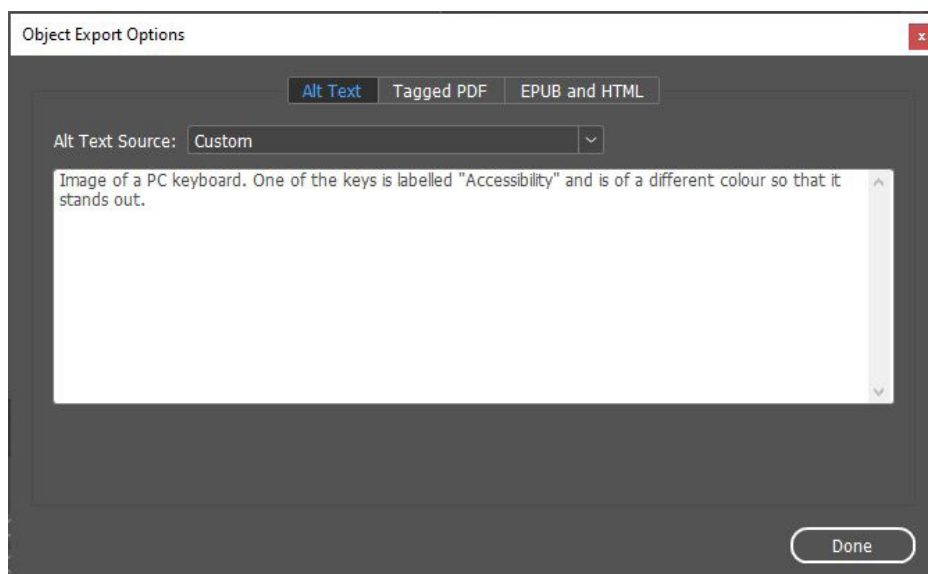 Object Export Options
x
Alt Text
Tagged PDF
EPUB and HTML
Alt Text Source: Custom
Image of a PC keyboard. One of the keys is labelled "Accessibility" and is of a different colour so that it
stands out.
Done